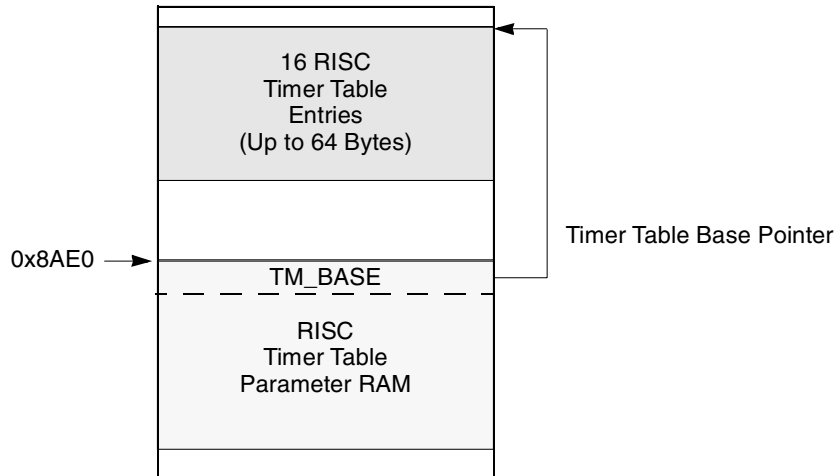 16 RISC
Timer Table
Entries
(Up to 64 Bytes)
Timer Table Base Pointer
0x8AE0
TM_BASE
RISC
Timer Table
Parameter RAM